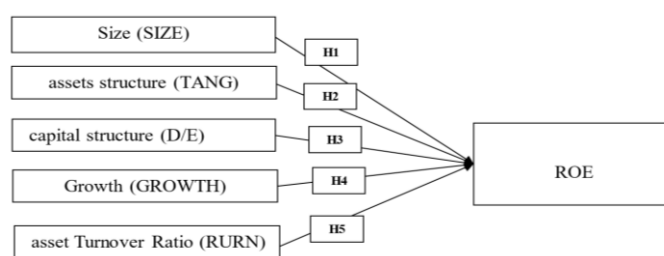 Size (SIZE)
H1
assets structure (TANG)
H2
capital structure (D/E)
H3
ROE
Growth (GROWTH)
H4
asset Turnover Ratio (RURN)
H5